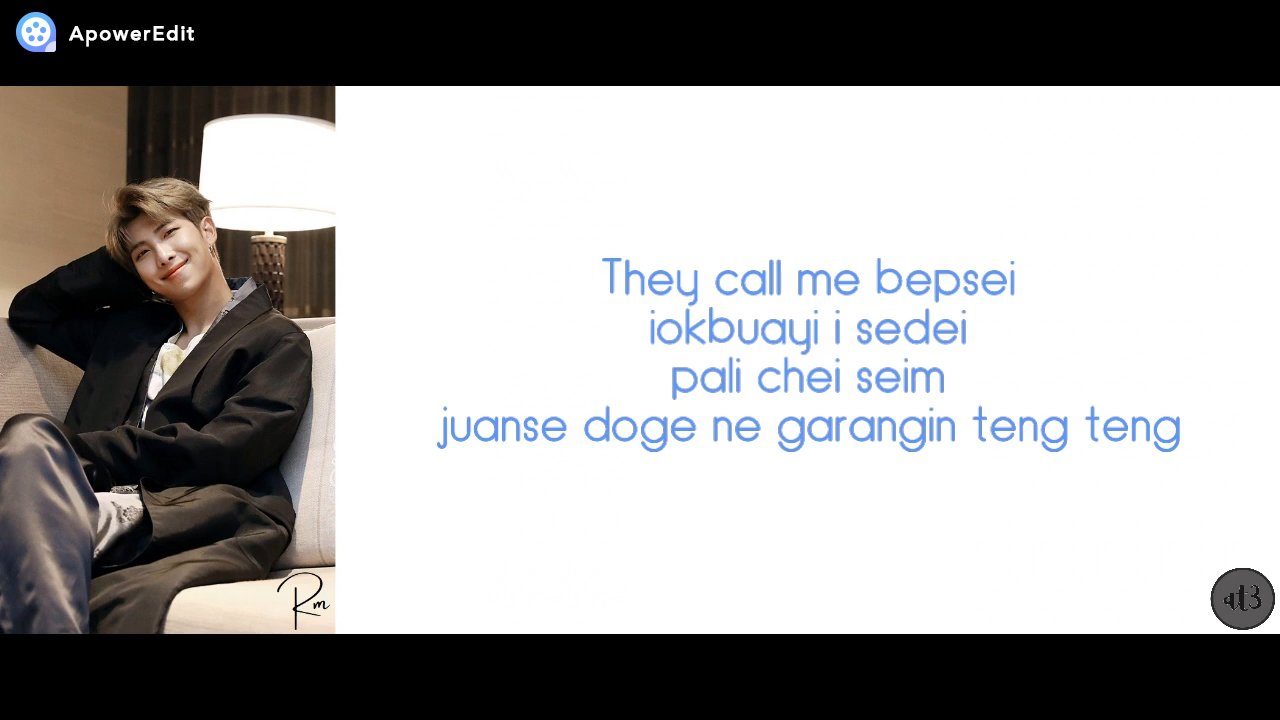 ApowerEdit
They call me bepsei
iokbuayi i sedei
pali chei seim
juanse doge ne garangin teng teng
Rm